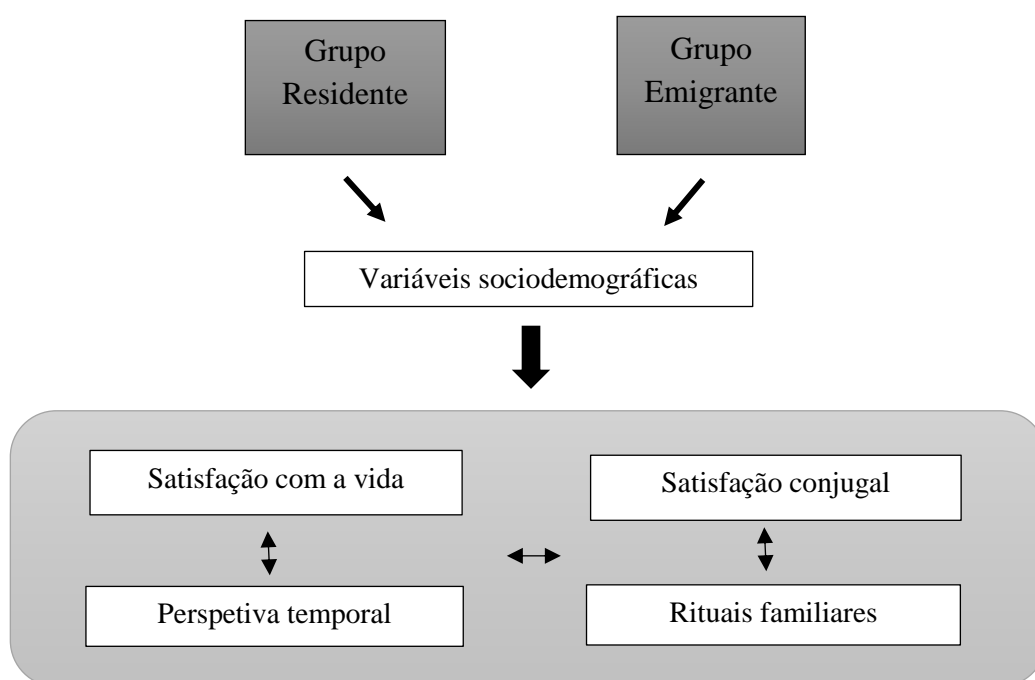 Grupo
Residente
Grupo
Emigrante
Variáveis sociodemográficas
Satisfação com a vida
Satisfação conjugal
Perspetiva temporal
Rituais familiares